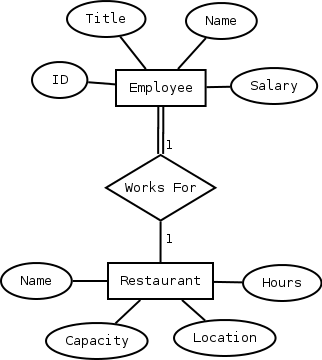 Title
Name
ID
Employee
Salary
1
Works For
1
Name
Restaurant
Hours
Capacity
Location